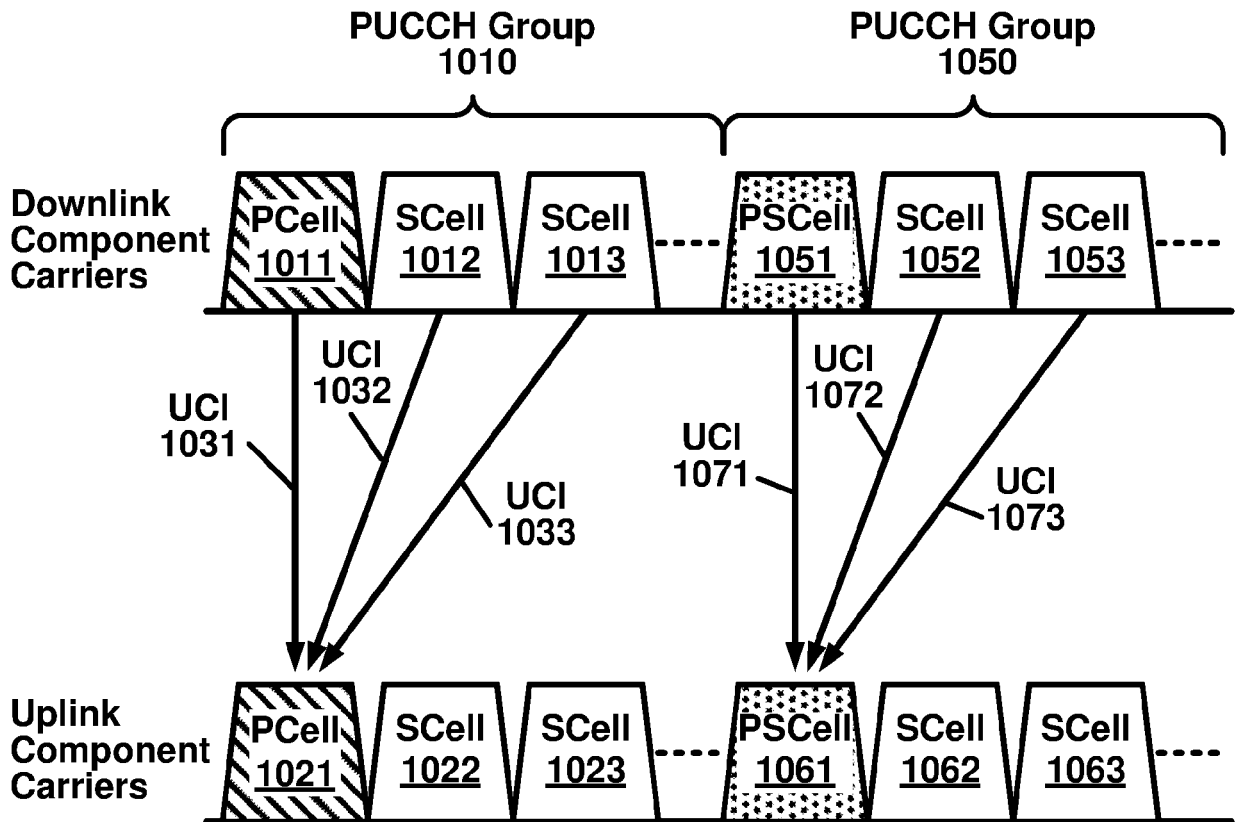 PUCCH Group
1010
PUCCH Group
1050
Downlink
Component
Carriers
PCell
1011
SCell
1012
SCell
1013
PSCell
1051
SCell
1052
SCell
1053
UCI
1031
UCI
1032
UCI
1033
UCI
1071
UCI
1072
UCI
1073
Uplink
Component
Carriers
PCell
1021
SCell
1022
SCell
1023
PSCell
1061
SCell
1062
SCell
1063